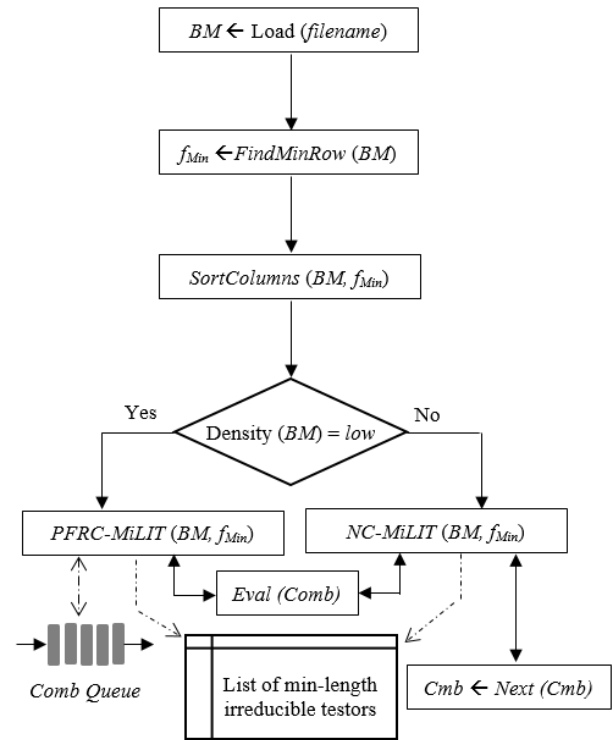 BM ← Load (filename)
fMin ←FindMinRow (BM)
SortColumns (BM, fMin)
Yes
No
Density (BM) = low
PFRC-MiLIT (BM, fMin)
NC-MiLIT (BM, fMin)
Eval (Comb)
Comb Queue
List of min-length
irreducible testors
Cmb ← Next (Cmb)